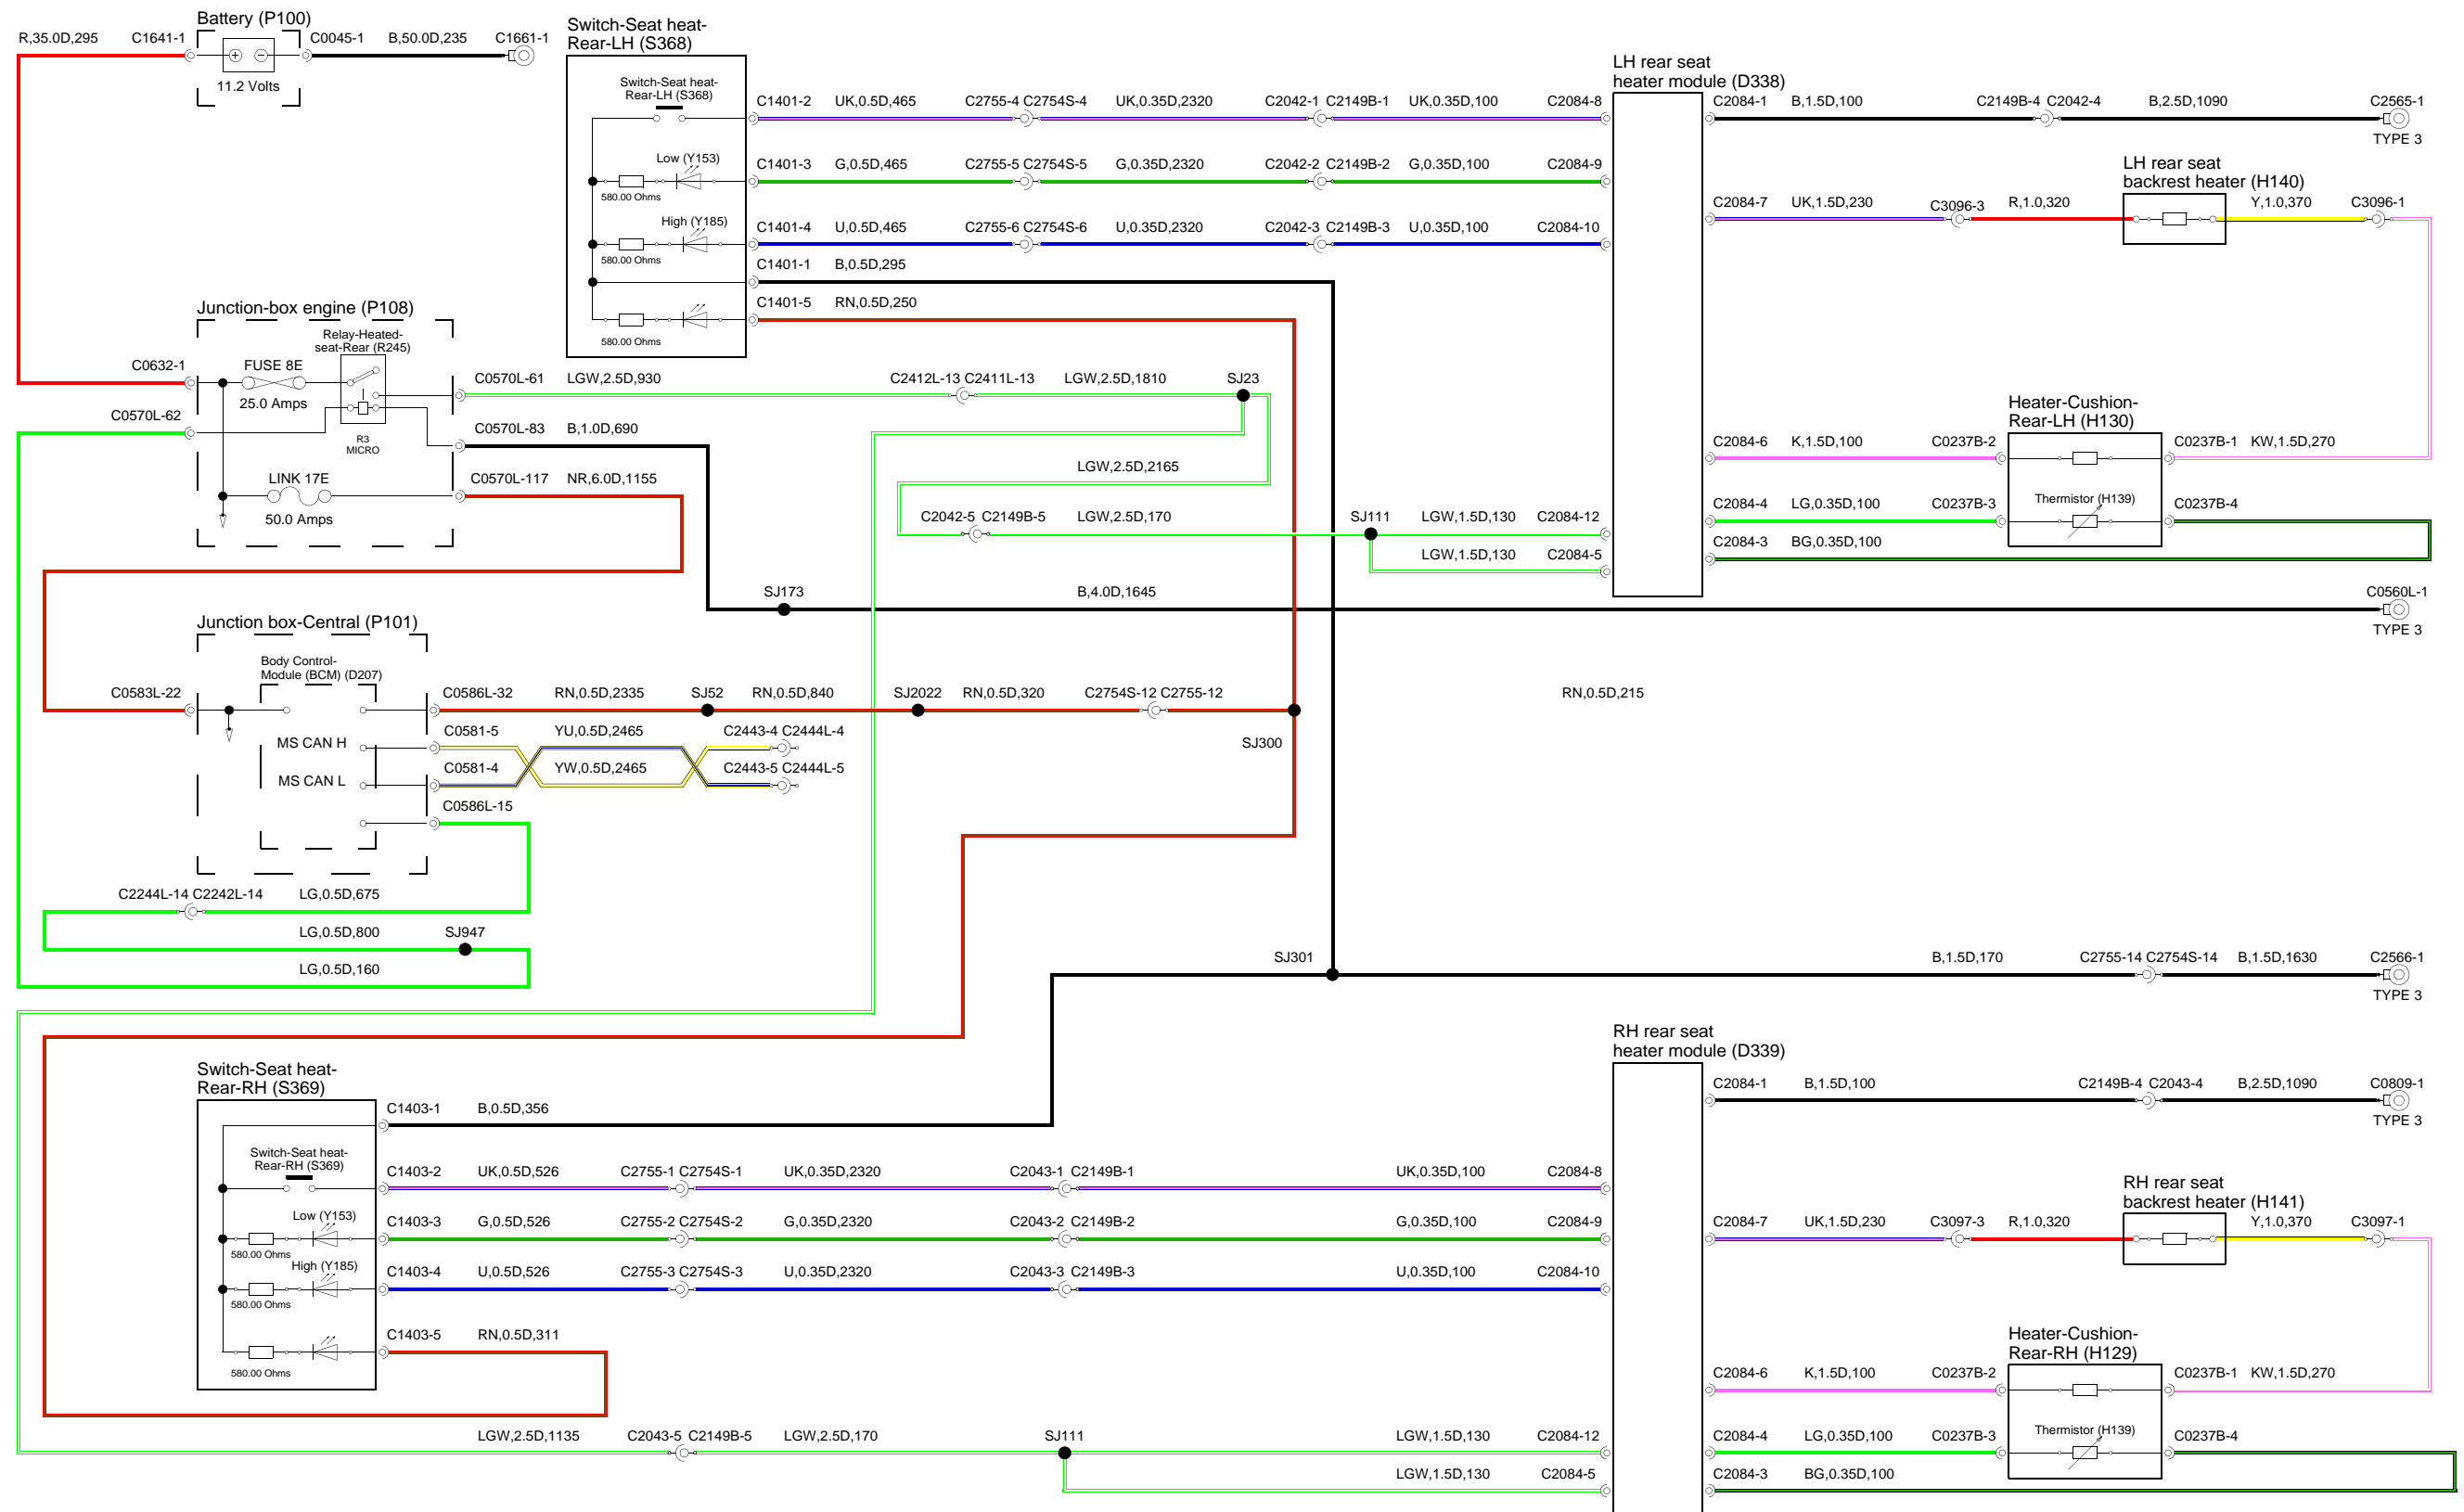 Battery (P100)
R,35.0D,295 C1641-1 C0045-1 B,50.0D,235 C1661-1
11.2 Volts
Switch-Seat heat-
Rear-LH (S368)
Switch-Seat heat-
Rear-LH (S368)
C1401-2 UK,0.5D,465 C2755-4 C2754S-4 UK,0.35D,2320 C2042-1 C2149B-1 UK,0.35D,100 C2084-8
Low (Y153)
C1401-3 G,0.5D,465 C2755-5 C2754S-5 G,0.35D,2320 C2042-2 C2149B-2 G,0.35D,100 C2084-9
580.00 Ohms
High (Y185)
C1401-4 U,0.5D,465 C2755-6 C2754S-6 U,0.35D,2320 C2042-3 C2149B-3 U,0.35D,100 C2084-10
580.00 Ohms
C1401-1 B,0.5D,295
C1401-5 RN,0.5D,250
580.00 Ohms
LH rear seat
heater module (D338)
C2084-1 B,1.5D,100 C2149B-4 C2042-4 B,2.5D,1090 C2565-1
TYPE 3
LH rear seat
backrest heater (H140)
C2084-7 UK,1.5D,230 C3096-3 R,1.0,320 Y,1.0,370 C3096-1
Heater-Cushion-
Rear-LH (H130)
C2084-6 K,1.5D,100 C0237B-2 C0237B-1 KW,1.5D,270
C2084-4 LG,0.35D,100 C0237B-3 Thermistor (H139) C0237B-4
C2084-3 BG,0.35D,100
Junction-box engine (P108)
Relay-Heated-
seat-Rear (R245)
C0632-1 FUSE 8E
25.0 Amps
C0570L-61 LGW,2.5D,930 C2412L-13 C2411L-13 LGW,2.5D,1810 SJ23
C0570L-62
R3
MICRO
C0570L-83 B,1.0D,690
LINK 17E
50.0 Amps
C0570L-117 NR,6.0D,1155
LGW,2.5D,2165
C2042-5 C2149B-5 LGW,2.5D,170 SJ111 LGW,1.5D,130 C2084-12
LGW,1.5D,130 C2084-5
SJ173 B,4.0D,1645 C0560L-1
TYPE 3
Junction box-Central (P101)
Body Control-
Module (BCM) (D207)
C0583L-22 C0586L-32 RN,0.5D,2335 SJ52 RN,0.5D,840 SJ2022 RN,0.5D,320 C2754S-12 C2755-12 RN,0.5D,215
MS CAN H C0581-5 YU,0.5D,2465 C2443-4 C2444L-4
SJ300
MS CAN L C0581-4 YW,0.5D,2465 C2443-5 C2444L-5
C0586L-15
C2244L-14 C2242L-14 LG,0.5D,675
LG,0.5D,800 SJ947
LG,0.5D,160
SJ301 B,1.5D,170 C2755-14 C2754S-14 B,1.5D,1630 C2566-1
TYPE 3
Switch-Seat heat-
Rear-RH (S369)
C1403-1 B,0.5D,356
Switch-Seat heat-
Rear-RH (S369)
C1403-2 UK,0.5D,526 C2755-1 C2754S-1 UK,0.35D,2320 C2043-1 C2149B-1 UK,0.35D,100 C2084-8
Low (Y153)
C1403-3 G,0.5D,526 C2755-2 C2754S-2 G,0.35D,2320 C2043-2 C2149B-2 G,0.35D,100 C2084-9
580.00 Ohms
High (Y185)
C1403-4 U,0.5D,526 C2755-3 C2754S-3 U,0.35D,2320 C2043-3 C2149B-3 U,0.35D,100 C2084-10
580.00 Ohms
C1403-5 RN,0.5D,311
580.00 Ohms
LGW,2.5D,1135 C2043-5 C2149B-5 LGW,2.5D,170 SJ111 LGW,1.5D,130 C2084-12
LGW,1.5D,130 C2084-5
RH rear seat
heater module (D339)
C2084-1 B,1.5D,100 C2149B-4 C2043-4 B,2.5D,1090 C0809-1
TYPE 3
RH rear seat
backrest heater (H141)
C2084-7 UK,1.5D,230 C3097-3 R,1.0,320 Y,1.0,370 C3097-1
Heater-Cushion-
Rear-RH (H129)
C2084-6 K,1.5D,100 C0237B-2 C0237B-1 KW,1.5D,270
C2084-4 LG,0.35D,100 C0237B-3 Thermistor (H139) C0237B-4
C2084-3 BG,0.35D,100